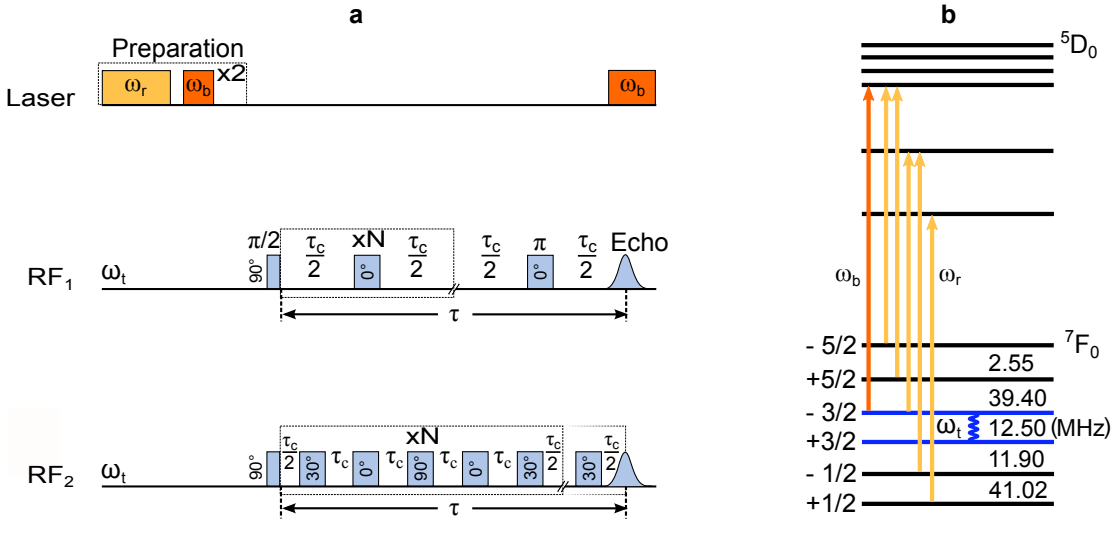 a
Preparation
x2
Laser
ω_r
ω_b
ω_b
RF₁
ω_t
90°
π/2
τ_c/2
xN
0°
τ_c/2
τ_c/2
π
0°
τ_c/2
Echo
τ
RF₂
ω_t
90°
τ_c/2
30°
τ_c
0°
τ_c
xN
90°
τ_c
0°
τ_c
30°
τ_c/2
30°
τ_c/2
τ
b
⁵D₀
ω_b
ω_r
⁷F₀
- 5/2
2.55
+5/2
39.40
- 3/2
ω_t 12.50 (MHz)
+3/2
11.90
- 1/2
41.02
+1/2